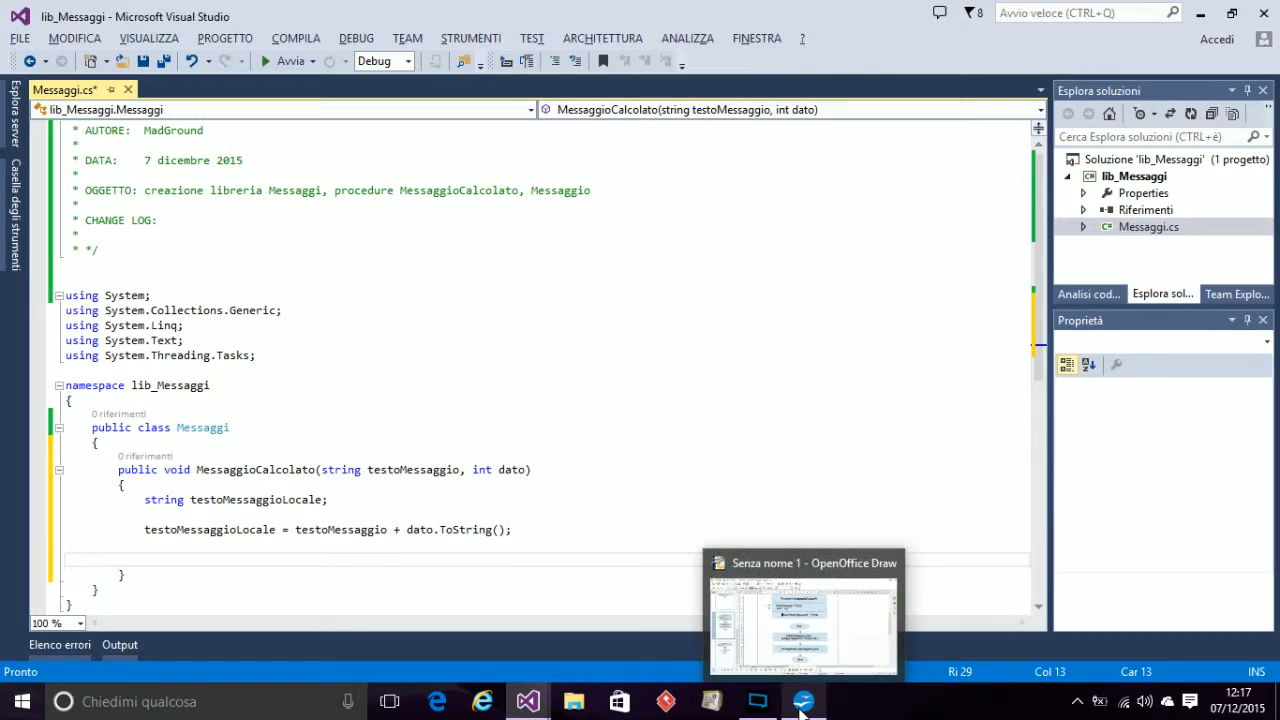 lib_Messaggi - Microsoft Visual Studio
8
Avvio veloce (CTRL+Q)
FILE MODIFICA VISUALIZZA PROGETTO COMPILA DEBUG TEAM STRUMENTI TEST ARCHITETTURA ANALIZZA FINESTRA ?
Accedi
Avvia
Debug
Esplora server
Casella degli strumenti
Messaggi.cs*
lib_Messaggi.Messaggi
MessaggioCalcolato(string testoMessaggio, int dato)
* AUTORE: MadGround
*
* DATA: 7 dicembre 2015
*
* OGGETTO: creazione libreria Messaggi, procedure MessaggioCalcolato, Messaggio
*
* CHANGE LOG:
*
* */
using System;
using System.Collections.Generic;
using System.Linq;
using System.Text;
using System.Threading.Tasks;
namespace lib_Messaggi
{
0 riferimenti
public class Messaggi
{
0 riferimenti
public void MessaggioCalcolato(string testoMessaggio, int dato)
{
string testoMessaggioLocale;
testoMessaggioLocale = testoMessaggio + dato.ToString();
}
}
}
100 %
Esplora soluzioni
Cerca Esplora soluzioni (CTRL+è)
Soluzione 'lib_Messaggi' (1 progetto)
lib_Messaggi
Properties
Riferimenti
C# Messaggi.cs
Analisi cod... Esplora sol... Team Explo...
Proprietà
Senza nome 1 - OpenOffice Draw
Elenco errori Output
Pronto
Ri 29 Col 13 Car 13 INS
Chiedimi qualcosa
12:17
07/12/2015